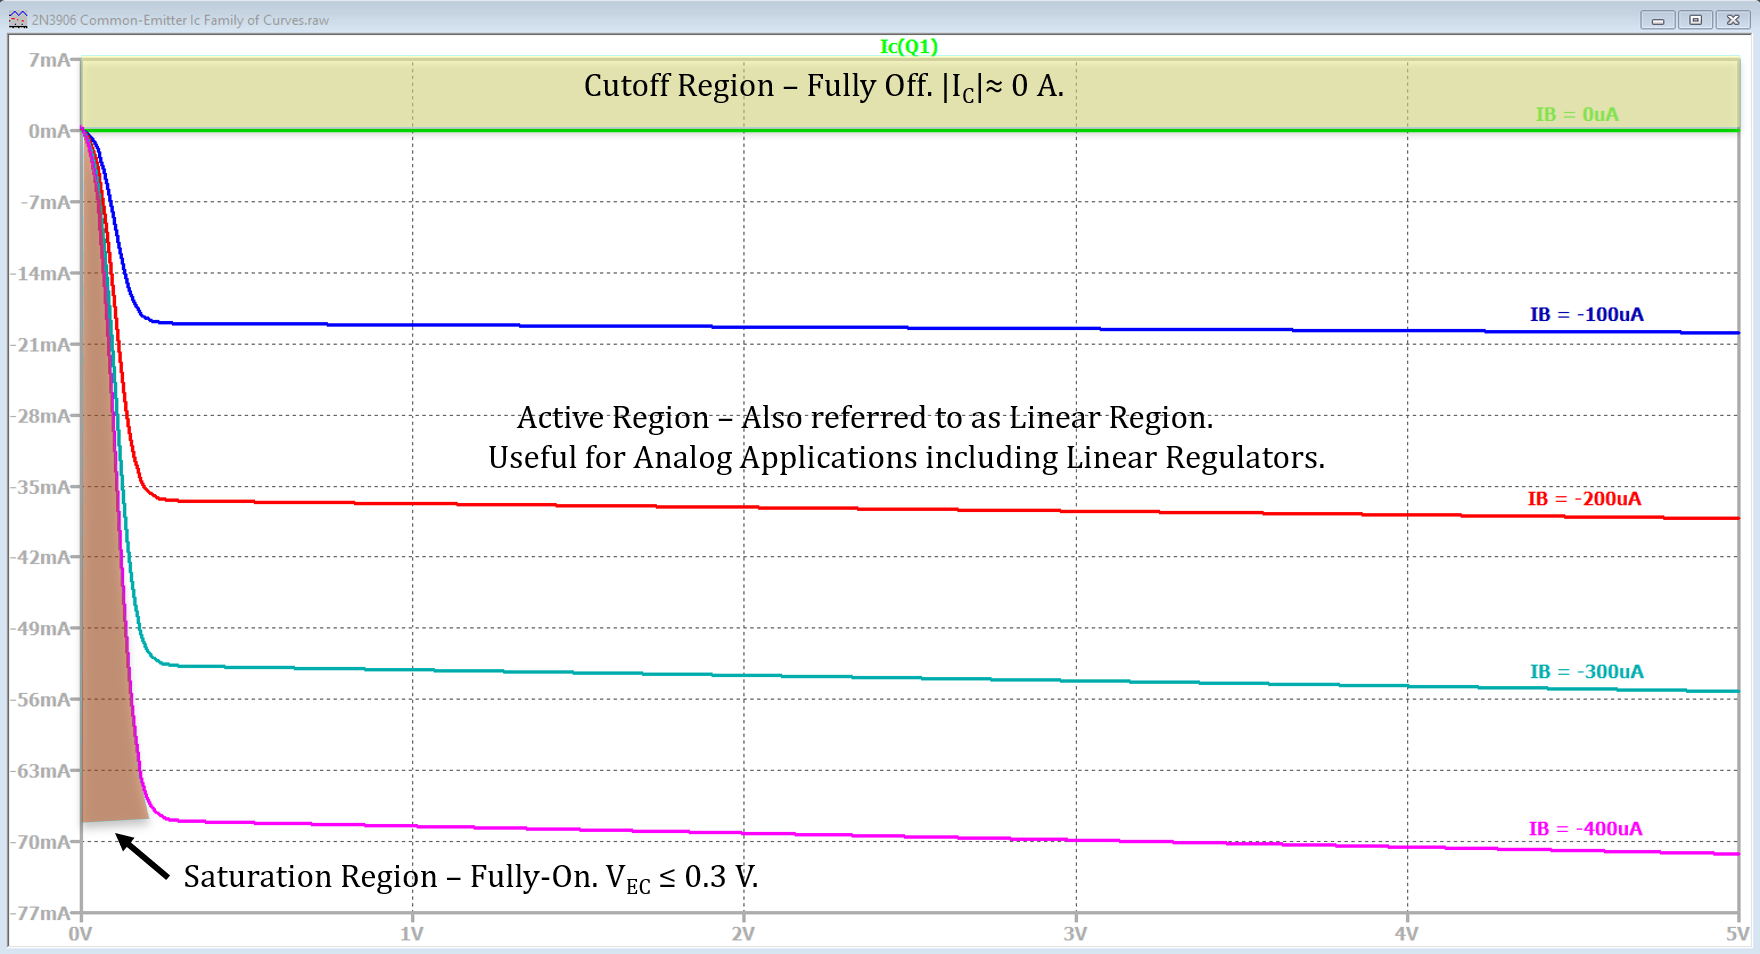 2N3906 Common-Emitter Ic Family of Curves.raw
Ic(Q1)
7mA
Cutoff Region – Fully Off. |I_C|≈ 0 A.
IB = 0uA
0mA
-7mA
-14mA
IB = -100uA
-21mA
-28mA
Active Region – Also referred to as Linear Region.
Useful for Analog Applications including Linear Regulators.
-35mA
IB = -200uA
-42mA
-49mA
IB = -300uA
-56mA
-63mA
IB = -400uA
-70mA
Saturation Region – Fully-On. V_EC ≤ 0.3 V.
-77mA
0V 1V 2V 3V 4V 5V